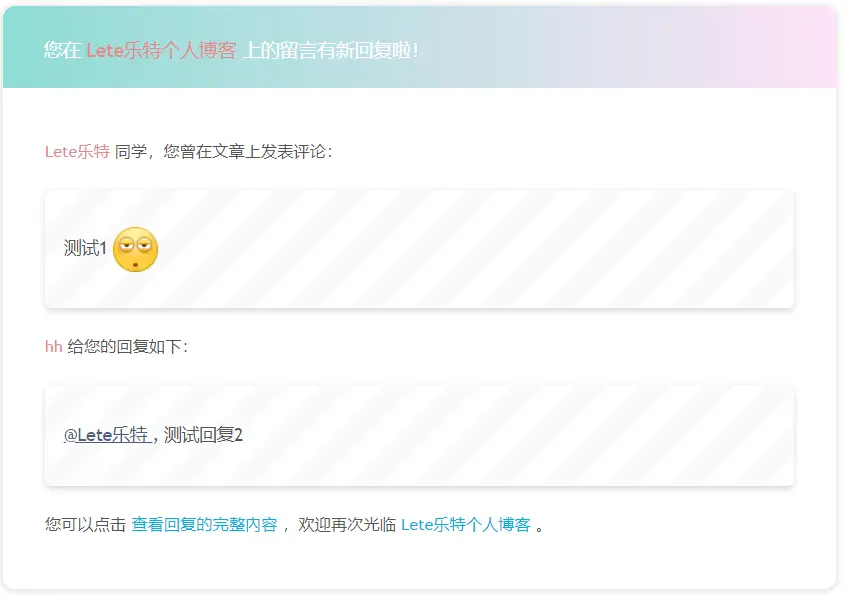 您在 Lete乐特个人博客 上的留言有新回复啦！
Lete乐特 同学，您曾在文章上发表评论：
测试1
hh 给您的回复如下：
@Lete乐特 , 测试回复2
您可以点击 查看回复的完整内容 ，欢迎再次光临 Lete乐特个人博客 。